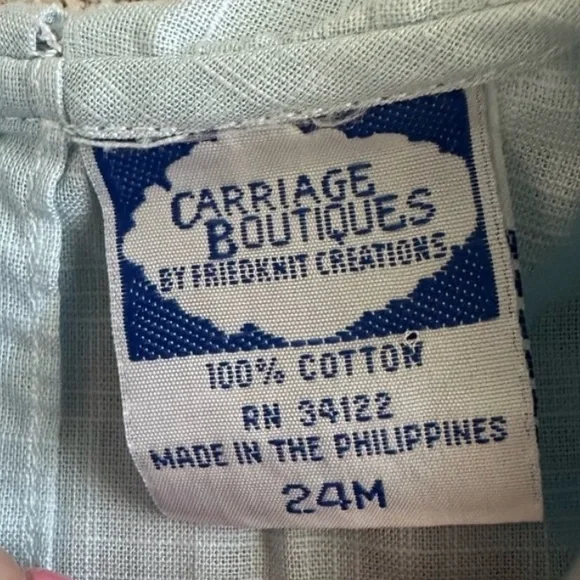 CARRIAGE
BOUTIQUES
BY FRIEDKNIT CREATIONS
100% COTTON
RN 34122
MADE IN THE PHILIPPINES
24M